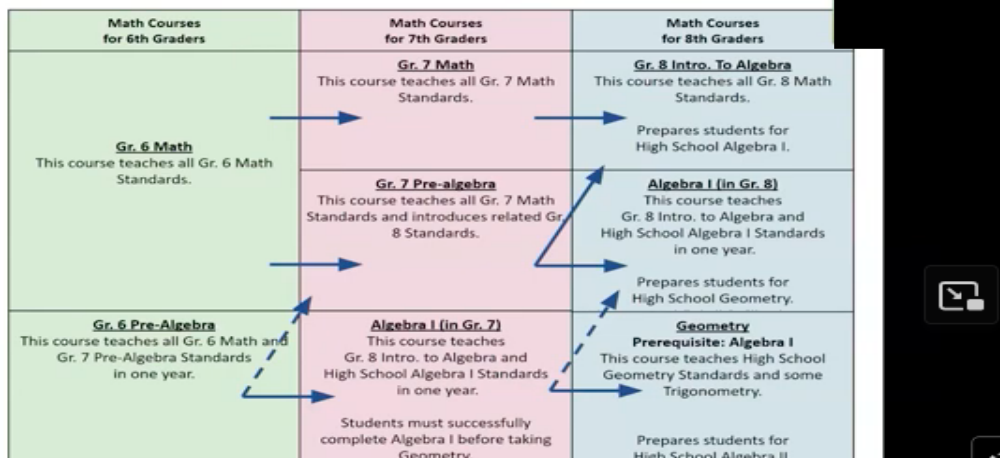 Math Courses
for 6th Graders
Math Courses
for 7th Graders
Math Courses
for 8th Graders
Gr. 6 Math
This course teaches all Gr. 6 Math
Standards.
Gr. 7 Math
This course teaches all Gr. 7 Math
Standards.
Gr. 8 Intro. To Algebra
This course teaches all Gr. 8 Math
Standards.
Prepares students for
High School Algebra I.
Gr. 7 Pre-algebra
This course teaches all Gr. 7 Math
Standards and introduces related Gr.
8 Standards.
Algebra I (in Gr. 8)
This course teaches
Gr. 8 Intro. to Algebra and
High School Algebra I Standards
in one year.
Prepares students for
High School Geometry.
Gr. 6 Pre-Algebra
This course teaches all Gr. 6 Math and
Gr. 7 Pre-Algebra Standards
in one year.
Algebra I (in Gr. 7)
This course teaches
Gr. 8 Intro. to Algebra and
High School Algebra I Standards
in one year.
Students must successfully
complete Algebra I before taking
Geometry
Geometry
Prerequisite: Algebra I
This course teaches High School
Geometry Standards and some
Trigonometry.
Prepares students for
High School Algebra II